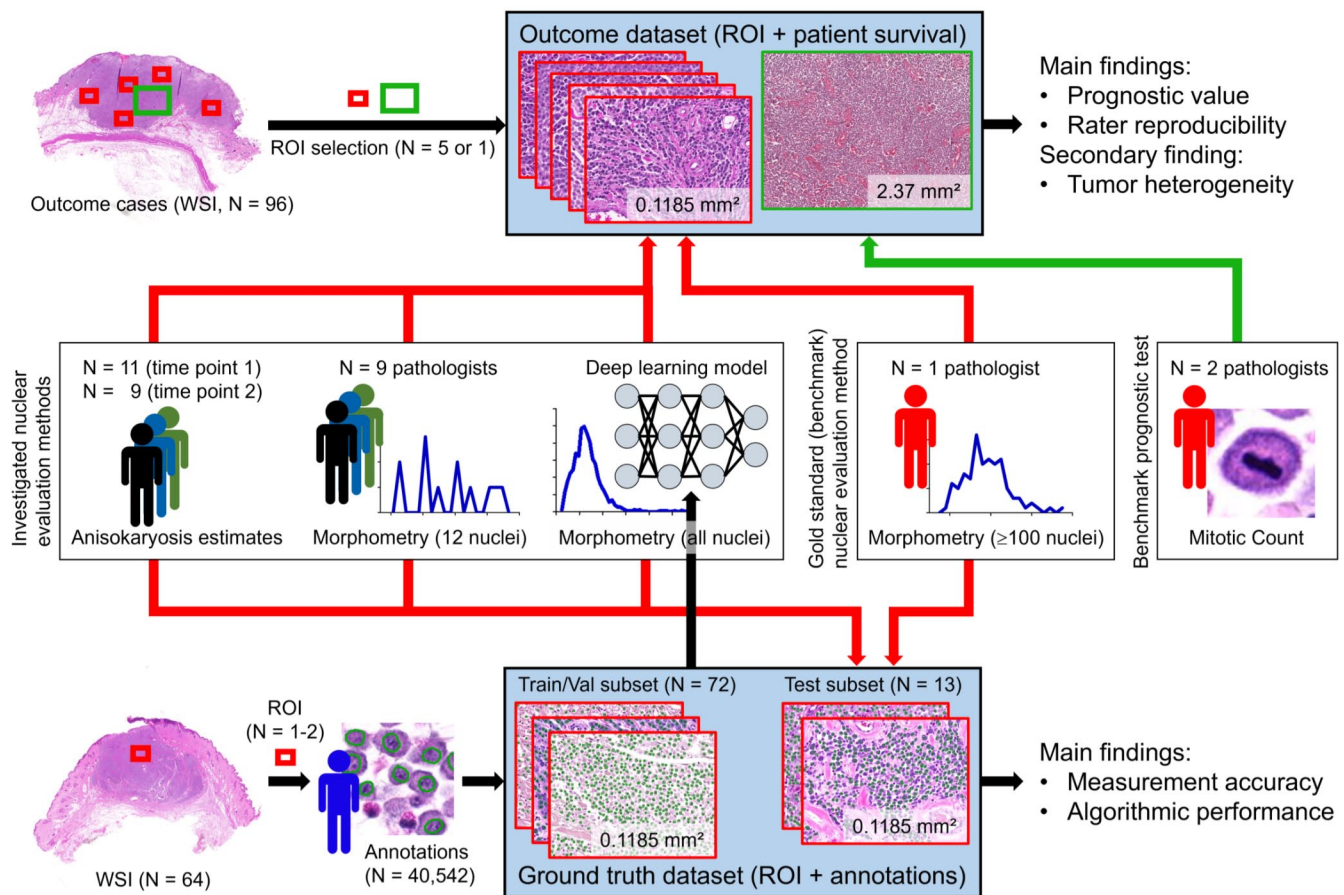 Outcome dataset (ROI + patient survival)
ROI selection (N = 5 or 1)
Outcome cases (WSI, N = 96)
0.1185 mm²
2.37 mm²
Main findings:
• Prognostic value
• Rater reproducibility
Secondary finding:
• Tumor heterogeneity
Investigated nuclear
evaluation methods
N = 11 (time point 1)
N = 9 (time point 2)
Anisokaryosis estimates
N = 9 pathologists
Morphometry (12 nuclei)
Deep learning model
Morphometry (all nuclei)
Gold standard (benchmark)
nuclear evaluation method
N = 1 pathologist
Morphometry (≥100 nuclei)
Benchmark prognostic test
N = 2 pathologists
Mitotic Count
WSI (N = 64)
ROI
(N = 1-2)
Annotations
(N = 40,542)
Train/Val subset (N = 72)
0.1185 mm²
Test subset (N = 13)
0.1185 mm²
Ground truth dataset (ROI + annotations)
Main findings:
• Measurement accuracy
• Algorithmic performance